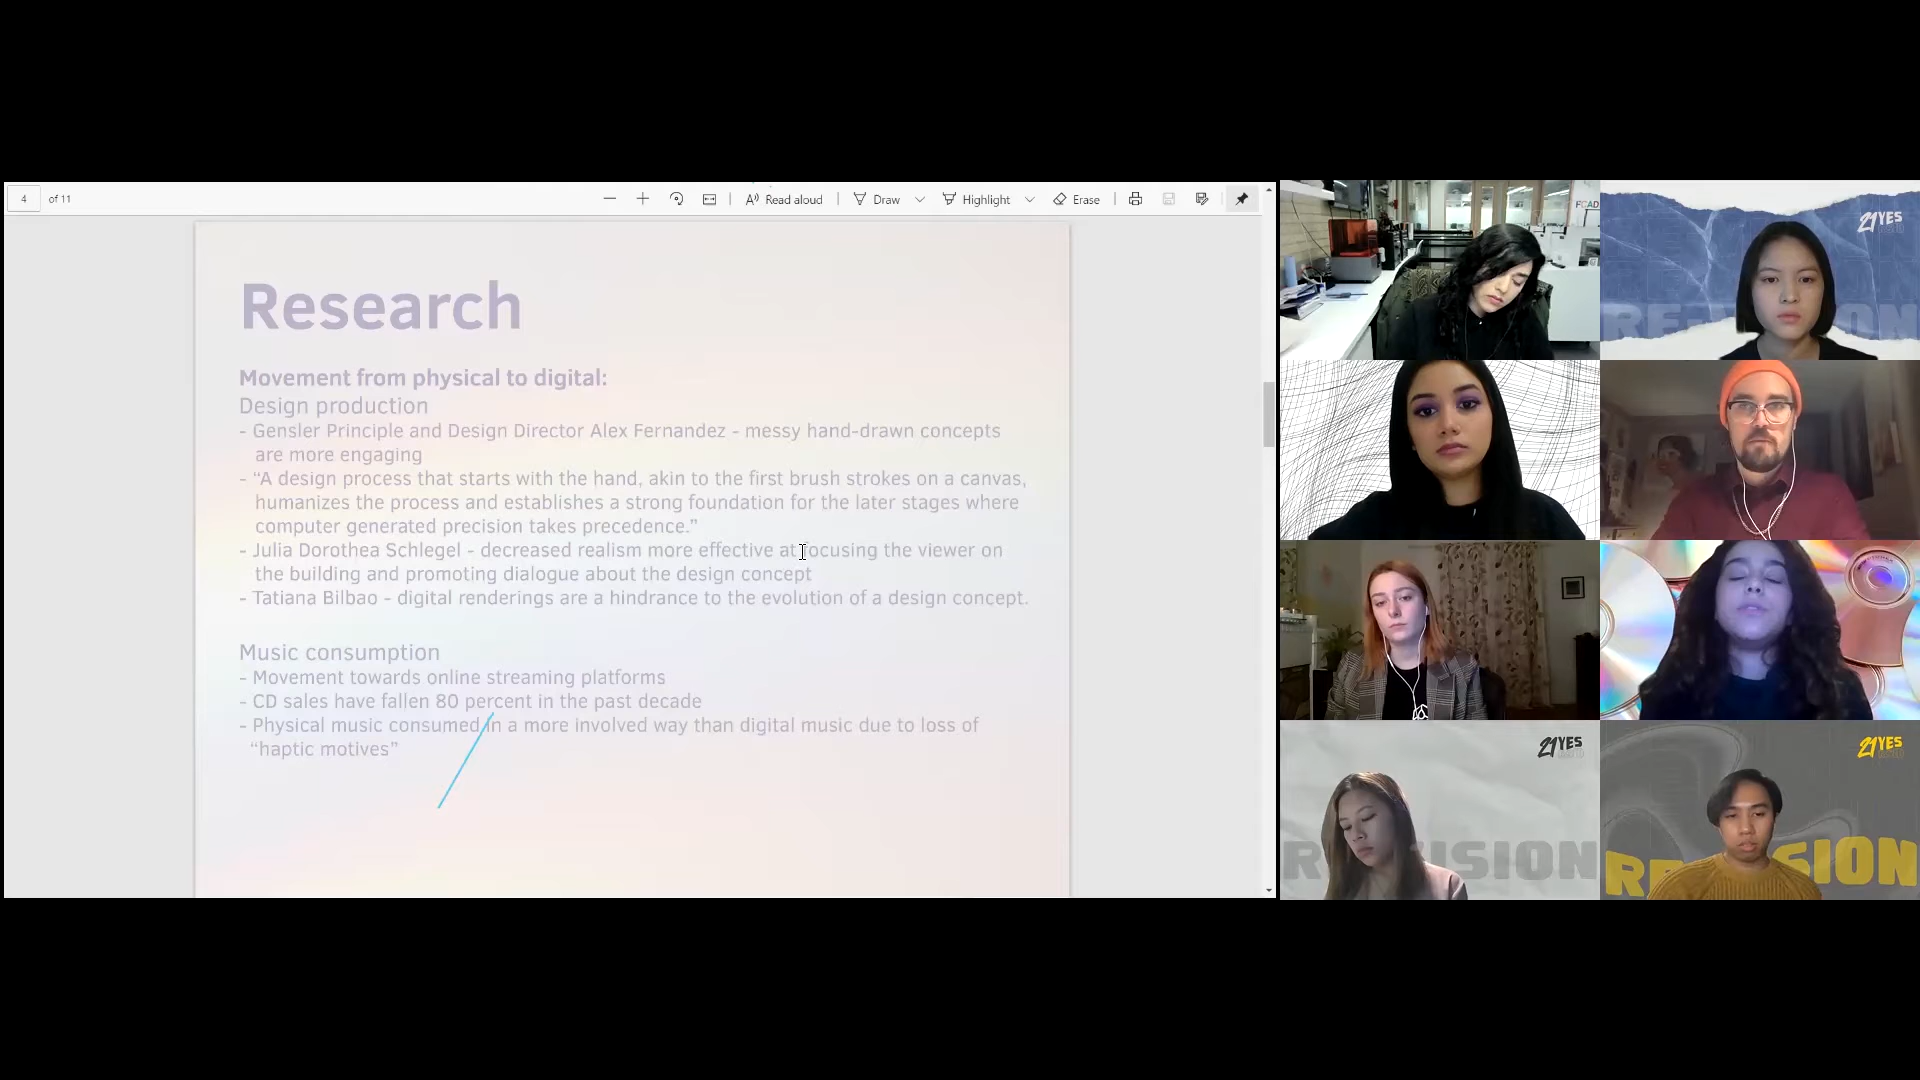 4 of 11 Read aloud Draw Highlight Erase
Research
Movement from physical to digital:
Design production
- Gensler Principle and Design Director Alex Fernandez - messy hand-drawn concepts
are more engaging
- “A design process that starts with the hand, akin to the first brush strokes on a canvas,
humanizes the process and establishes a strong foundation for the later stages where
computer generated precision takes precedence.”
- Julia Dorothea Schlegel - decreased realism more effective at focusing the viewer on
the building and promoting dialogue about the design concept
- Tatiana Bilbao - digital renderings are a hindrance to the evolution of a design concept.
Music consumption
- Movement towards online streaming platforms
- CD sales have fallen 80 percent in the past decade
- Physical music consumed in a more involved way than digital music due to loss of
“haptic motives”
FCAD
21YES
21YES
21YES